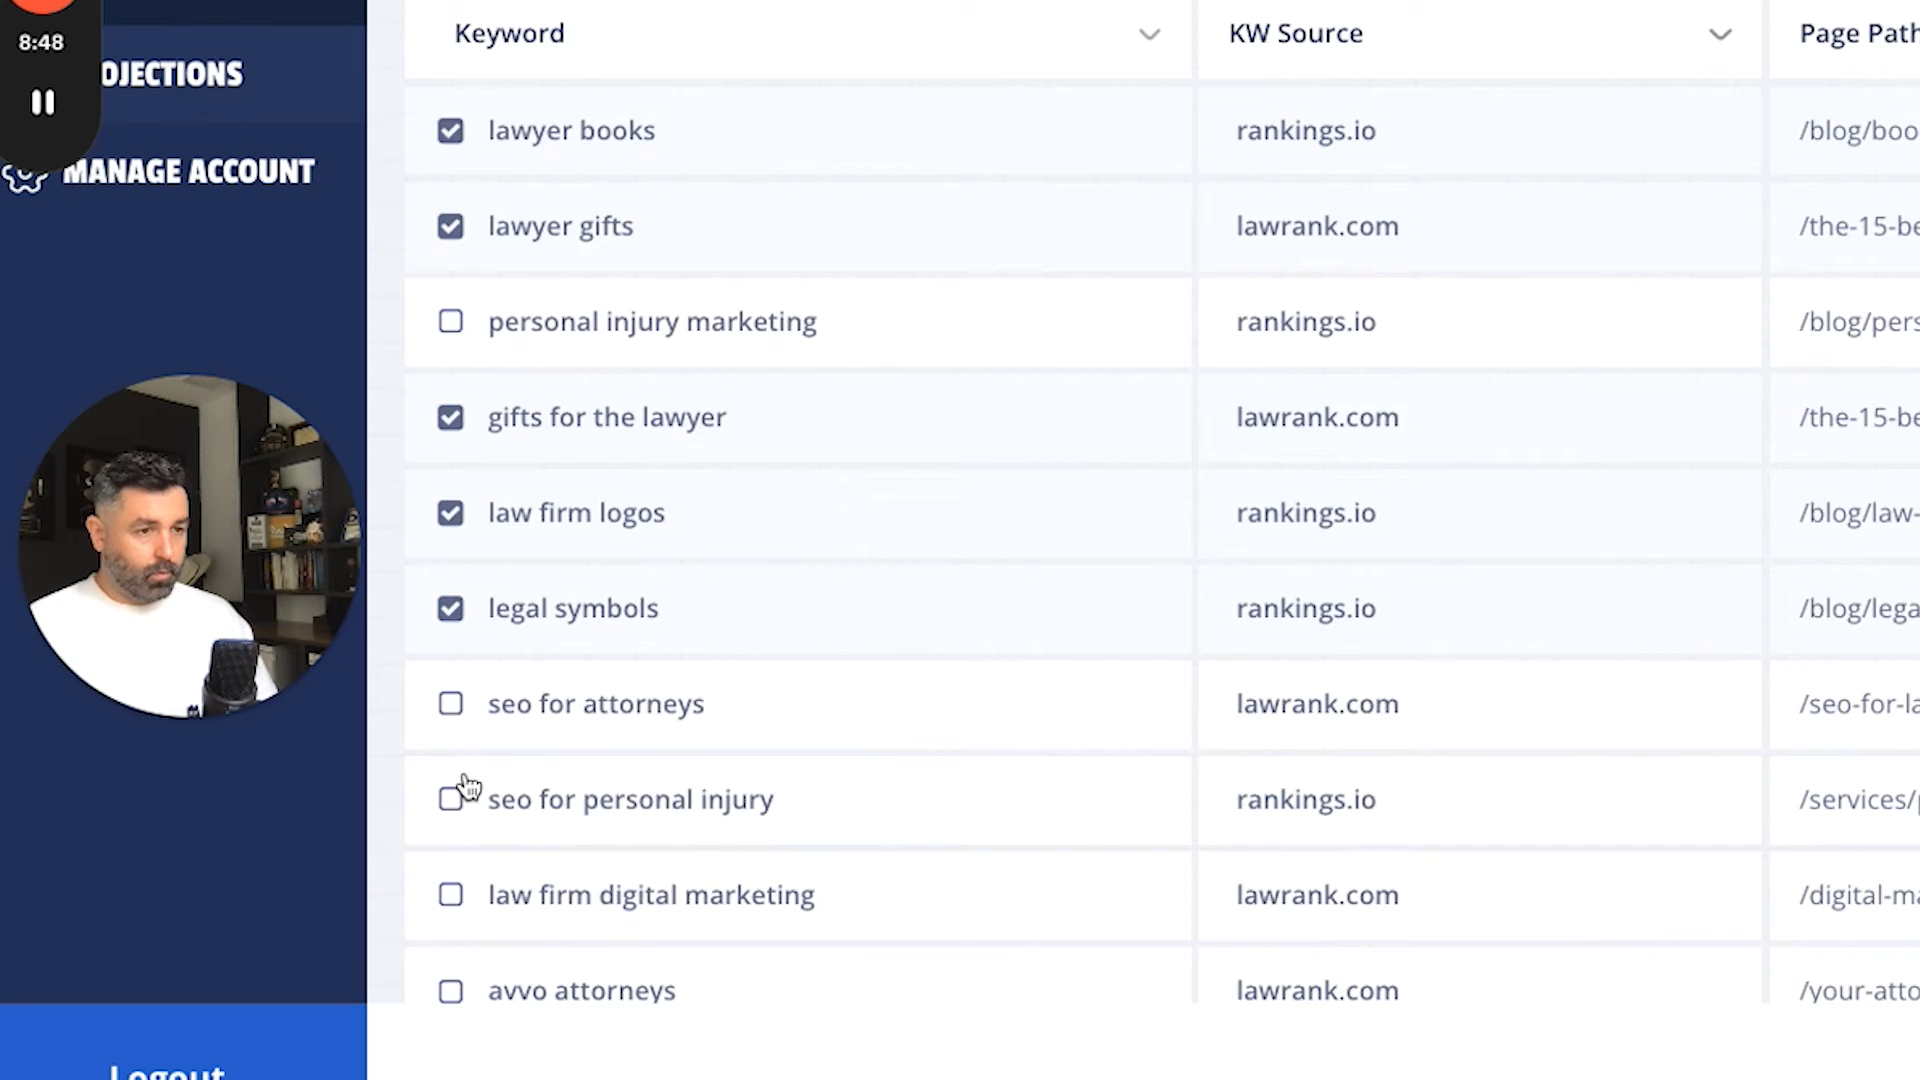 8:48
OJECTIONS
MANAGE ACCOUNT
Logout
Keyword KW Source Page Path
lawyer books rankings.io /blog/boo
lawyer gifts lawrank.com /the-15-be
personal injury marketing rankings.io /blog/pers
gifts for the lawyer lawrank.com /the-15-be
law firm logos rankings.io /blog/law-
legal symbols rankings.io /blog/lega
seo for attorneys lawrank.com /seo-for-la
seo for personal injury rankings.io /services/p
law firm digital marketing lawrank.com /digital-ma
avvo attorneys lawrank.com /your-atto